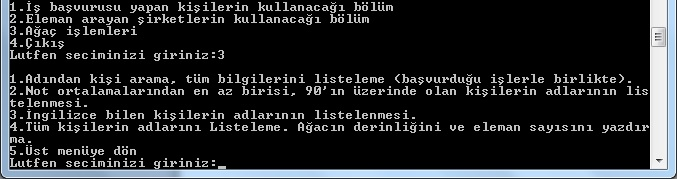 1.İş başvurusu yapan kişilerin kullanacağı bölüm
2.Eleman arayan şirketlerin kullanacağı bölüm
3.Ağaç işlemleri
4.Çıkış
Lutfen seciminizi giriniz:3
1.Adından kişi arama, tüm bilgilerini listeleme (başvurduğu işlerle birlikte).
2.Not ortalamalarından en az birisi, 90'ın üzerinde olan kişilerin adlarının lis
telenmesi.
3.İngilizce bilen kişilerin adlarının listelenmesi.
4.Tüm kişilerin adlarını Listeleme. Ağacın derinliğini ve eleman sayısını yazdır
ma.
5.Üst menüye dön
Lutfen seciminizi giriniz:_